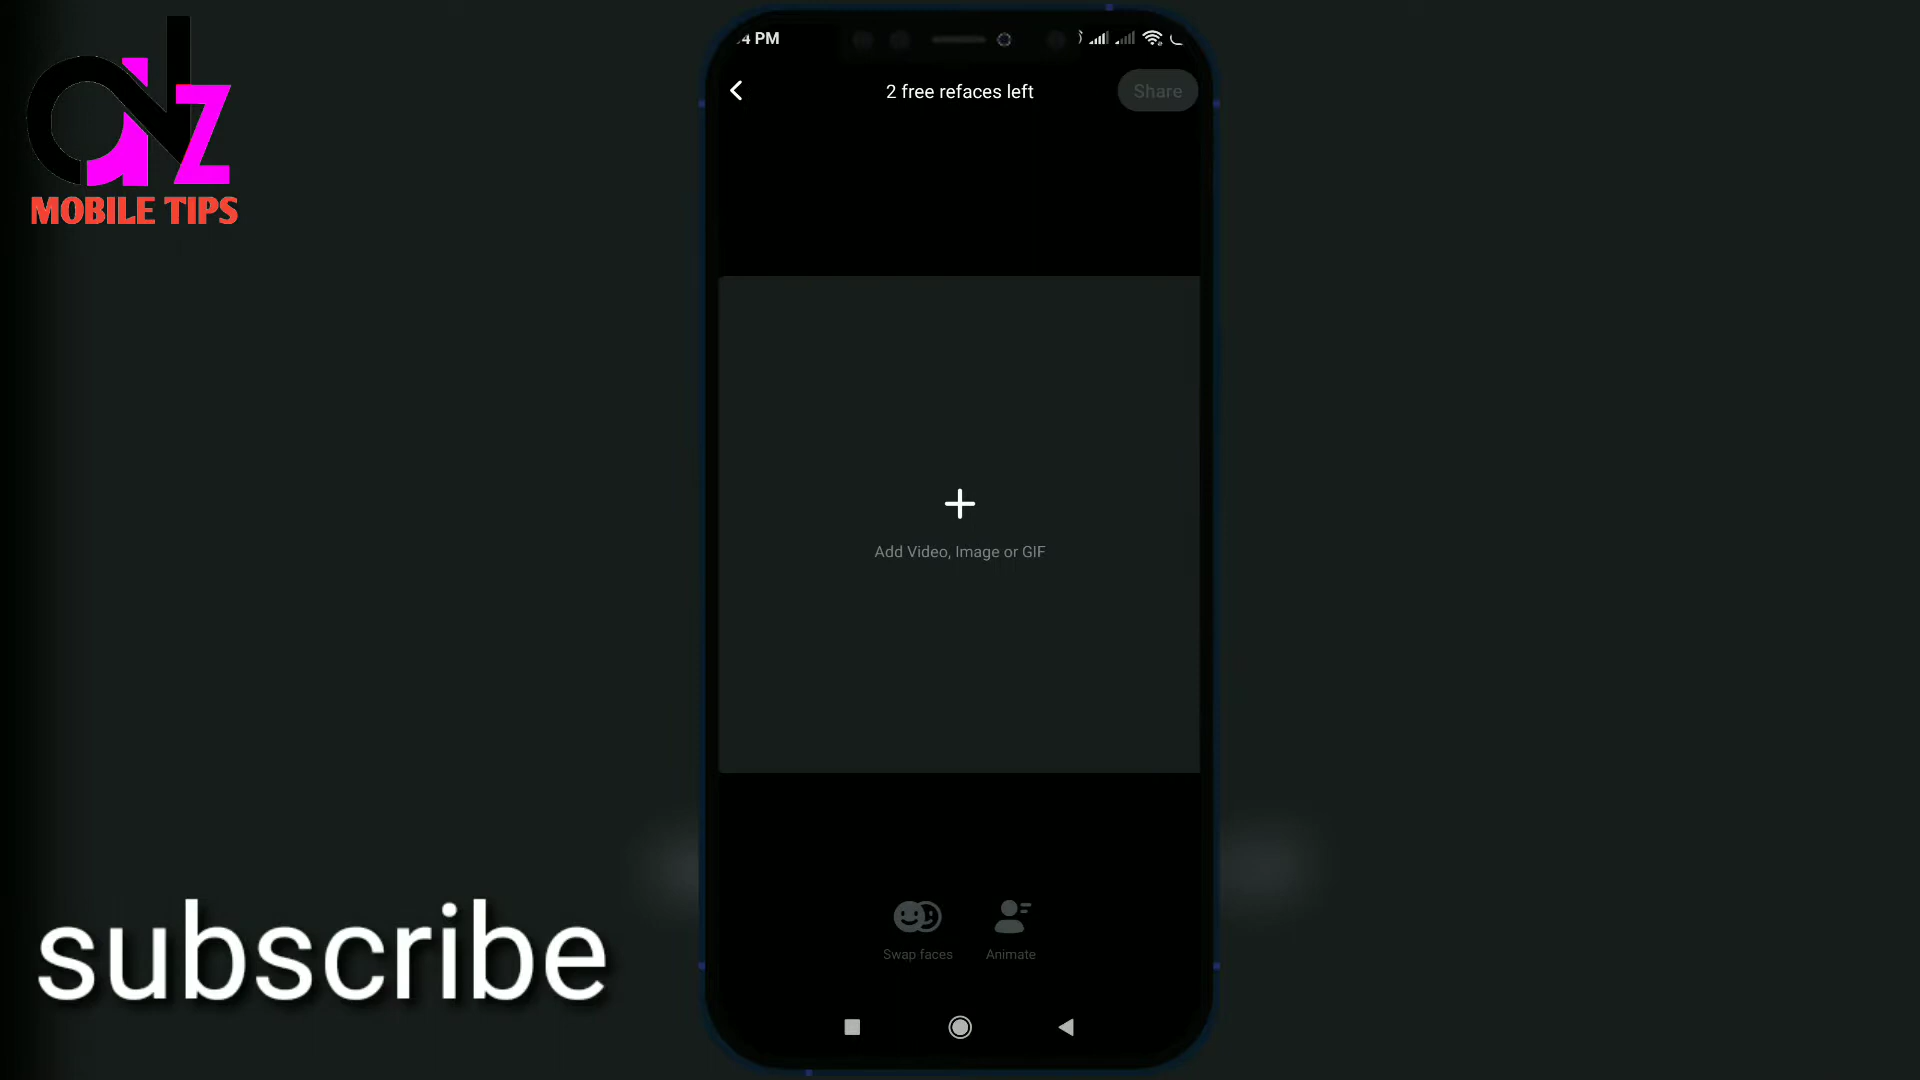 4 PM
2 free refaces left
Share
MOBILE TIPS
Add Video, Image or GIF
Swap faces
Animate
subscribe